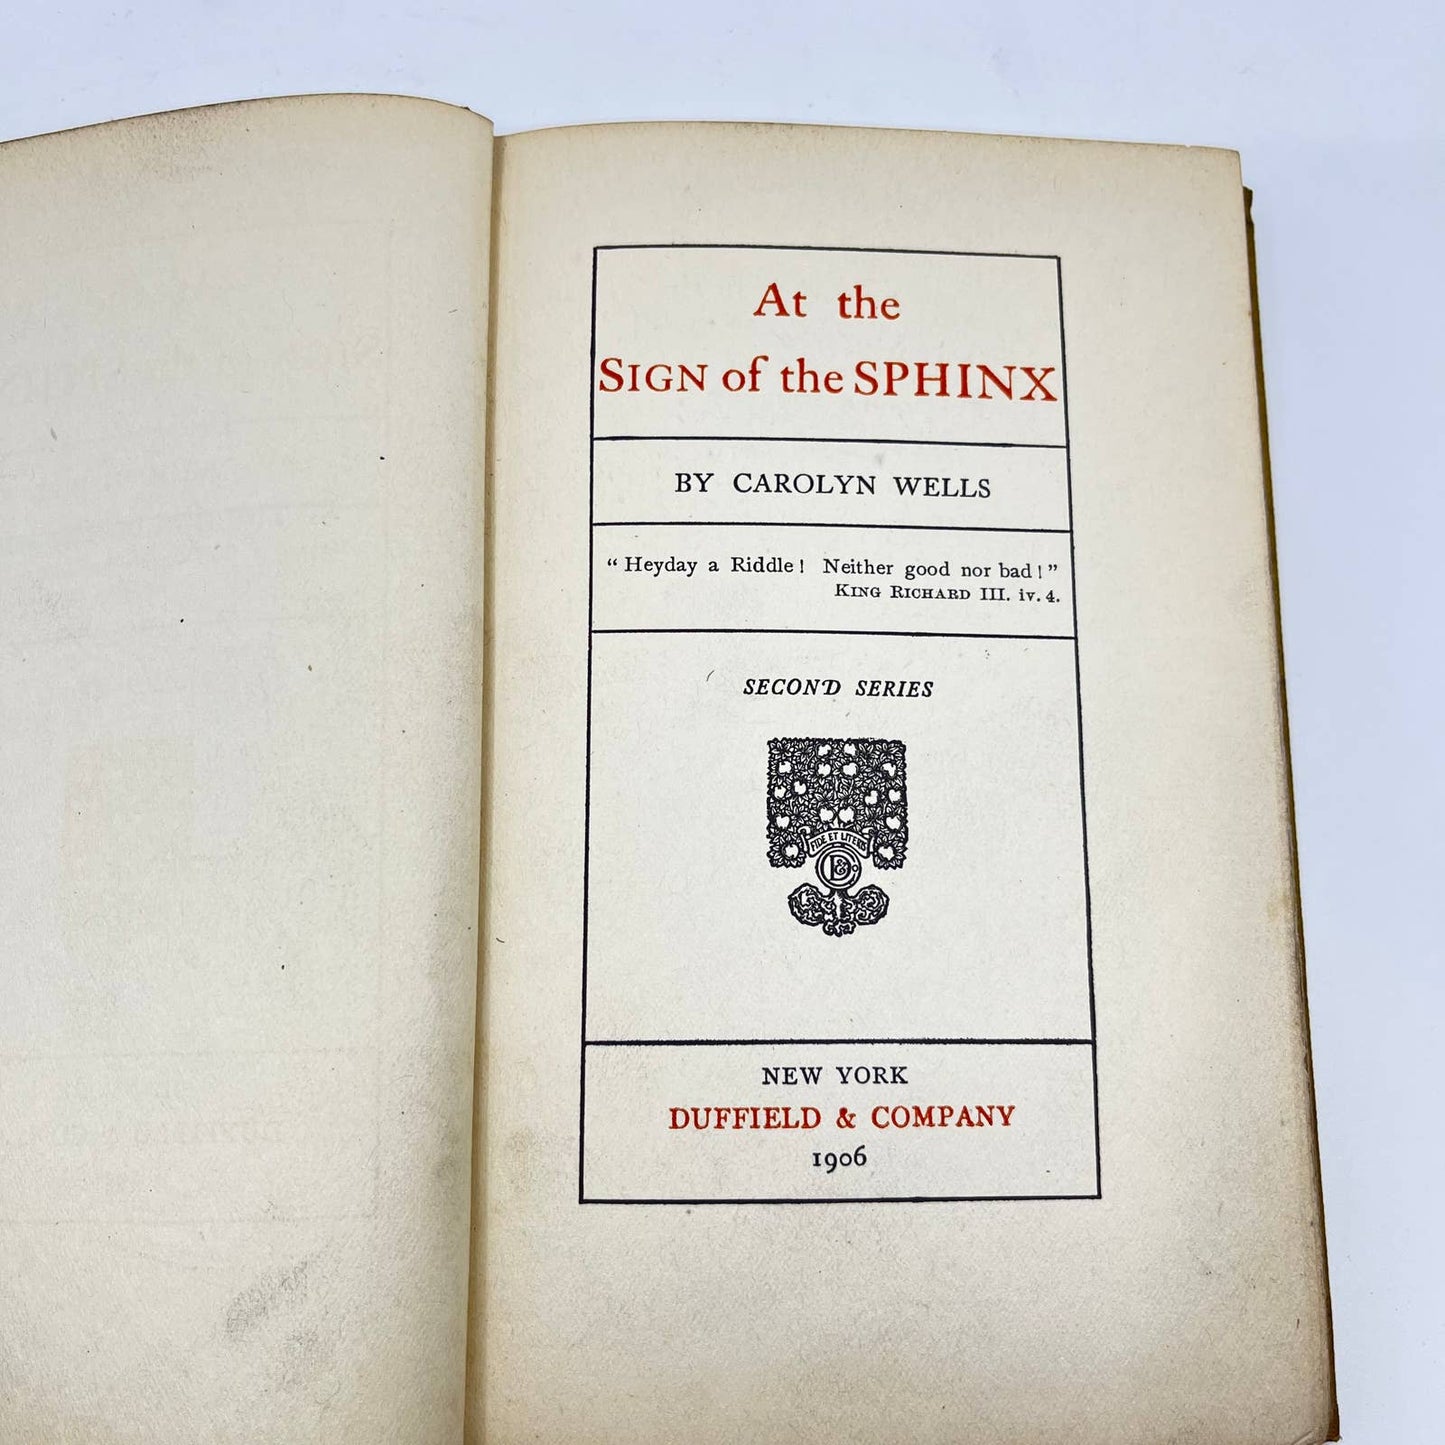 At the
SIGN of the SPHINX
BY CAROLYN WELLS
“Heyday a Riddle! Neither good nor bad!”
KING RICHARD III. iv. 4.
SECOND SERIES
FIDE ET LITERIS
D & Co
NEW YORK
DUFFIELD & COMPANY
1906